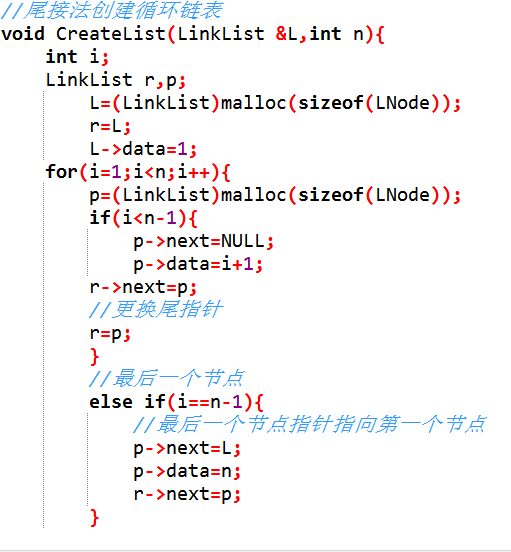 //尾接法创建循环链表
void CreateList(LinkList &L,int n){
    int i;
    LinkList r,p;
        L=(LinkList)malloc(sizeof(LNode));
        r=L;
        L->data=1;
    for(i=1;i<n;i++){
        p=(LinkList)malloc(sizeof(LNode));
        if(i<n-1){
            p->next=NULL;
            p->data=i+1;
        r->next=p;
        //更换尾指针
        r=p;
        }
        //最后一个节点
        else if(i==n-1){
            //最后一个节点指针指向第一个节点
            p->next=L;
            p->data=n;
            r->next=p;
        }